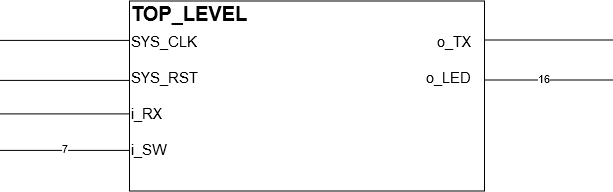 TOP_LEVEL
SYS_CLK
o_TX
SYS_RST
o_LED
16
i_RX
7
i_SW